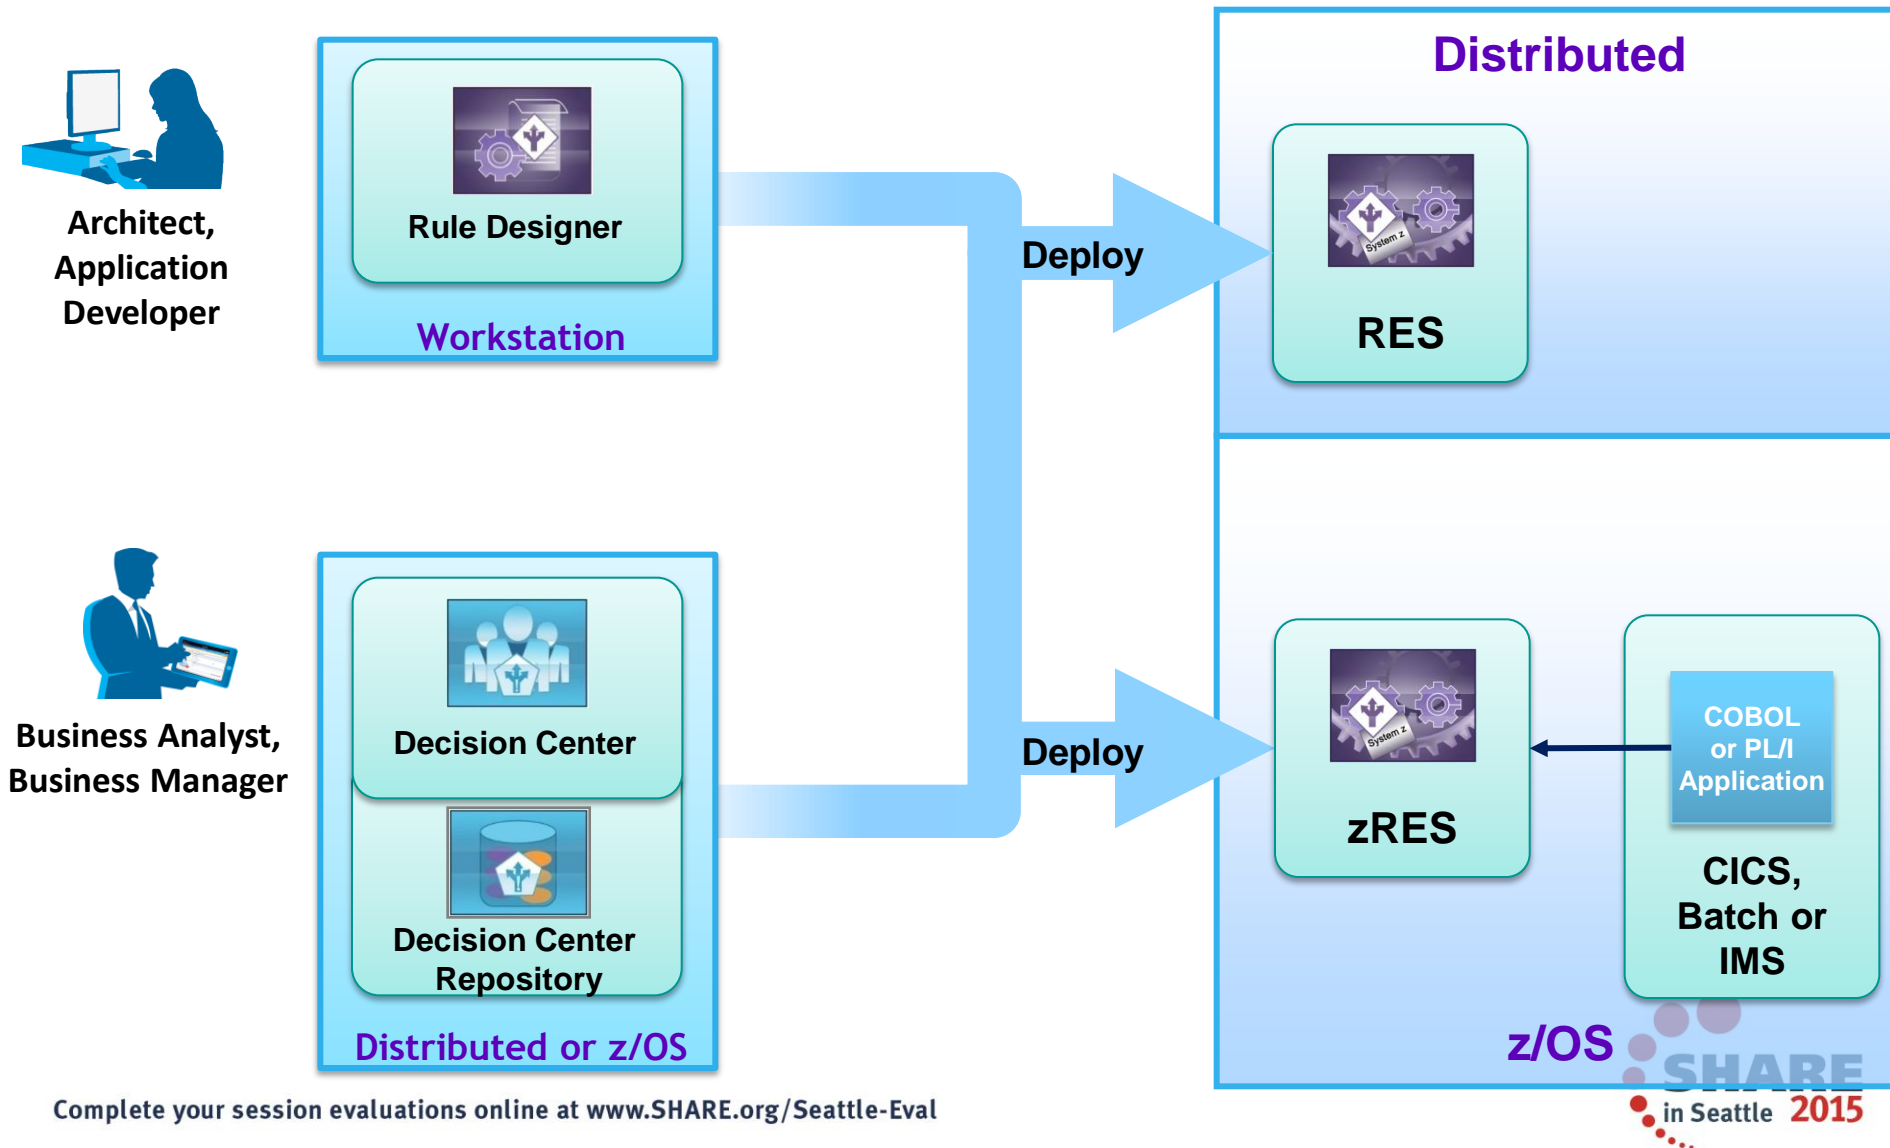 Architect,
Application
Developer
Rule Designer
Workstation
Business Analyst,
Business Manager
Decision Center
Decision Center
Repository
Distributed or z/OS
Deploy
Deploy
Distributed
System z
RES
System z
zRES
COBOL
or PL/I
Application
CICS,
Batch or
IMS
z/OS
Complete your session evaluations online at www.SHARE.org/Seattle-Eval
SHARE
in Seattle 2015